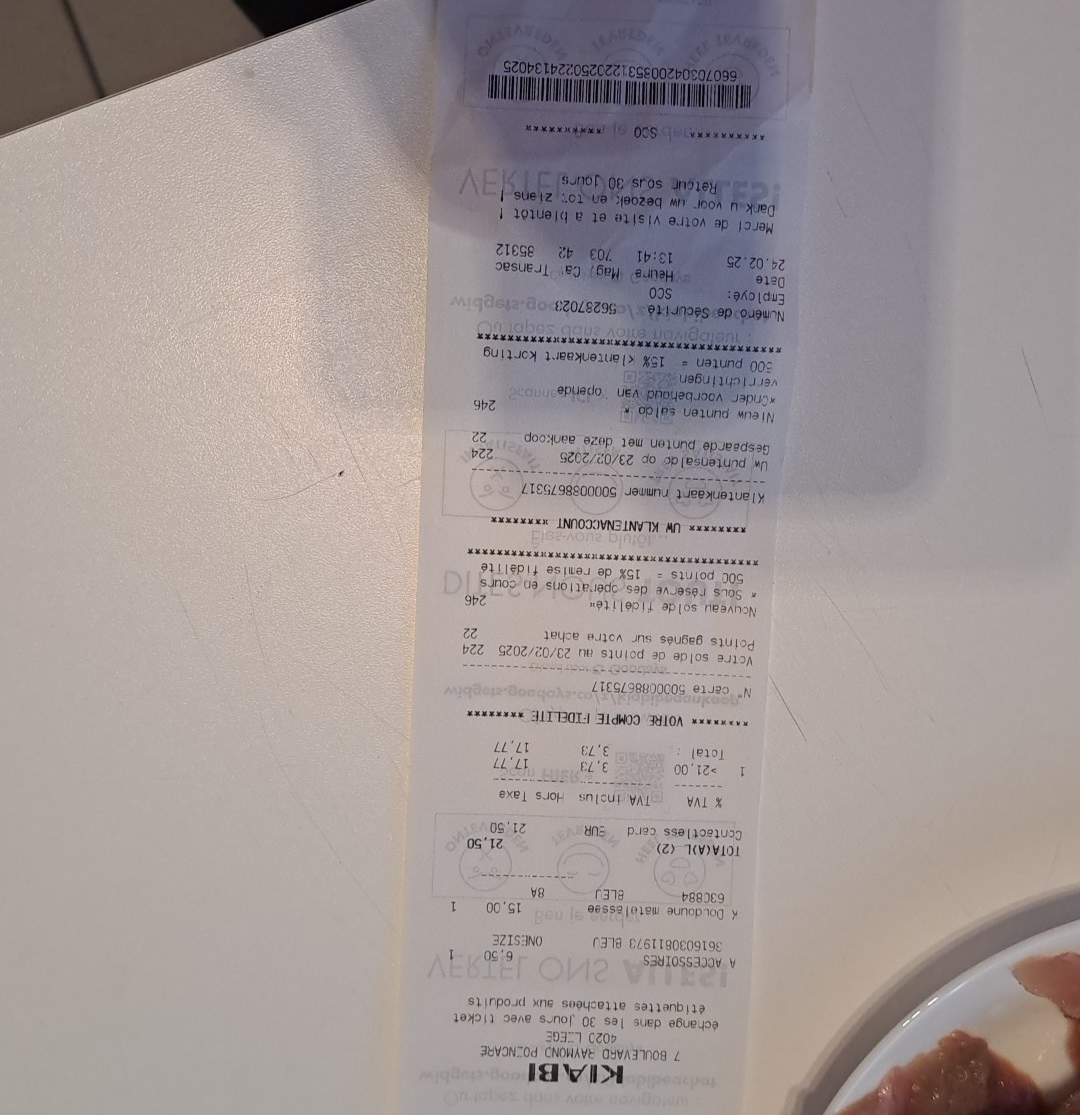 KIABI
7 BOULEVARD RAYMOND POINCARE
4020 LIEGE
échange dans les 30 jours avec ticket
étiquettes attachées aux produits
A ACCESSOIRES 6,50 1
3616030811973 BLEU ONESIZE
K Doudoune matelassée 15,00 1
63C884 BLEU 8A
TOTA(A)L (2) 21,50
Contactless card EUR 21,50
% TVA TVA inclus Hors Taxe
1 >21,00 3,73 17,77
Total : 3,73 17,77
******** VOTRE COMPTE FIDELITE ********
N° carte 5000088675317
Votre solde de points au 23/02/2025 224
Points gagnés sur votre achat 22
Nouveau solde fidélité* 246
* Sous réserve des opérations en cours
500 points = 15% de remise fidélité
******** UW KLANTENACCOUNT ********
Klantenkaart nummer 5000088675317
Uw puntensaldo op 23/02/2025 224
Gespaarde punten met deze aankoop 22
Nieuw punten saldo * 246
*Onder voorbehoud van lopende
verrichtingen
500 punten = 15% klantenkaart korting
Numéro de Sécurité 56287023
Employé: SCO
Date Heure Mag. Ca. Transac
24.02.25 13:41 703 42 85312
Merci de votre visite et à bientôt !
Dank u voor uw bezoek en tot ziens !
Retour sous 30 jours
*********** SCO ***********
660703042008531220250224134025